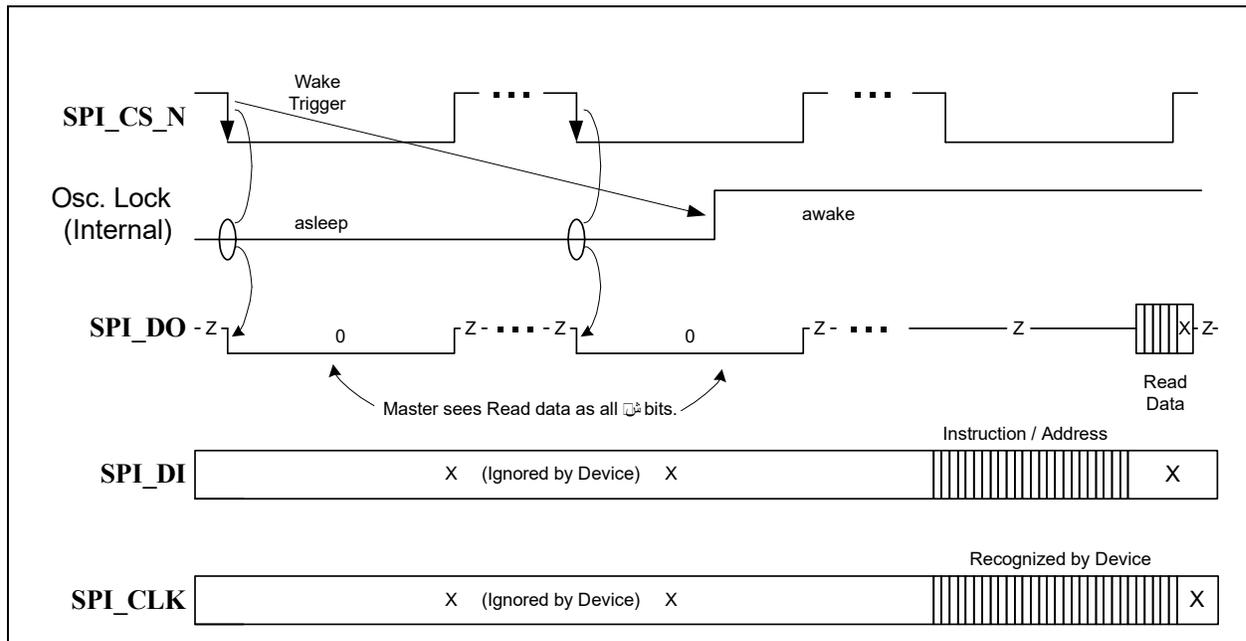 Wake
Trigger
SPI_CS_N
Osc. Lock
(Internal)
asleep
awake
SPI_DO
Z 0 Z Z 0 Z Z X Z
Master sees Read data as all bits.
Read
Data
Instruction / Address
SPI_DI
X (Ignored by Device) X X
Recognized by Device
SPI_CLK
X (Ignored by Device) X X